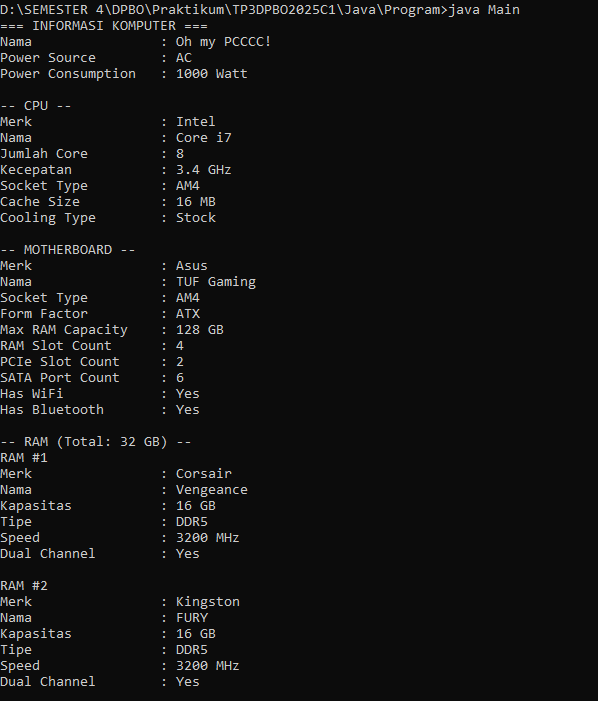 D:\SEMESTER 4\DPBO\Praktikum\TP3DPBO2025C1\Java\Program>java Main
=== INFORMASI KOMPUTER ===
Nama                : Oh my PCCCC!
Power Source        : AC
Power Consumption   : 1000 Watt

-- CPU --
Merk                : Intel
Nama                : Core i7
Jumlah Core         : 8
Kecepatan           : 3.4 GHz
Socket Type         : AM4
Cache Size          : 16 MB
Cooling Type        : Stock

-- MOTHERBOARD --
Merk                : Asus
Nama                : TUF Gaming
Socket Type         : AM4
Form Factor         : ATX
Max RAM Capacity    : 128 GB
RAM Slot Count      : 4
PCIe Slot Count     : 2
SATA Port Count     : 6
Has WiFi            : Yes
Has Bluetooth       : Yes

-- RAM (Total: 32 GB) --
RAM #1
Merk                : Corsair
Nama                : Vengeance
Kapasitas           : 16 GB
Tipe                : DDR5
Speed               : 3200 MHz
Dual Channel        : Yes

RAM #2
Merk                : Kingston
Nama                : FURY
Kapasitas           : 16 GB
Tipe                : DDR5
Speed               : 3200 MHz
Dual Channel        : Yes